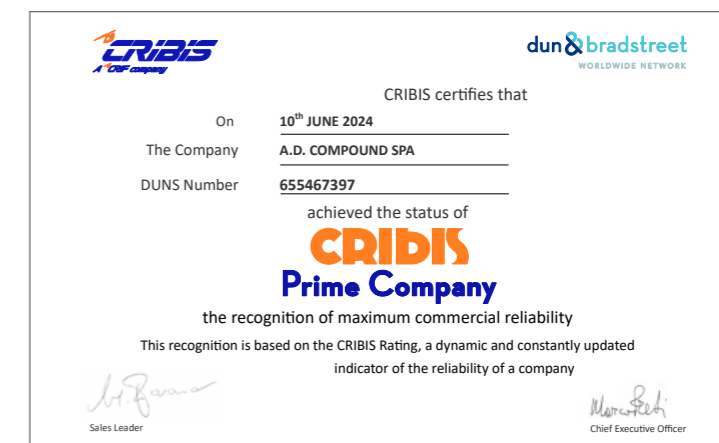 CRIBIS
A CRIF company
dun & bradstreet
WORLDWIDE NETWORK
CRIBIS certifies that
On 10th JUNE 2024
The Company A.D. COMPOUND SPA
DUNS Number 655467397
achieved the status of
CRIBIS
Prime Company
the recognition of maximum commercial reliability
This recognition is based on the CRIBIS Rating, a dynamic and constantly updated
indicator of the reliability of a company
Sales Leader
Chief Executive Officer